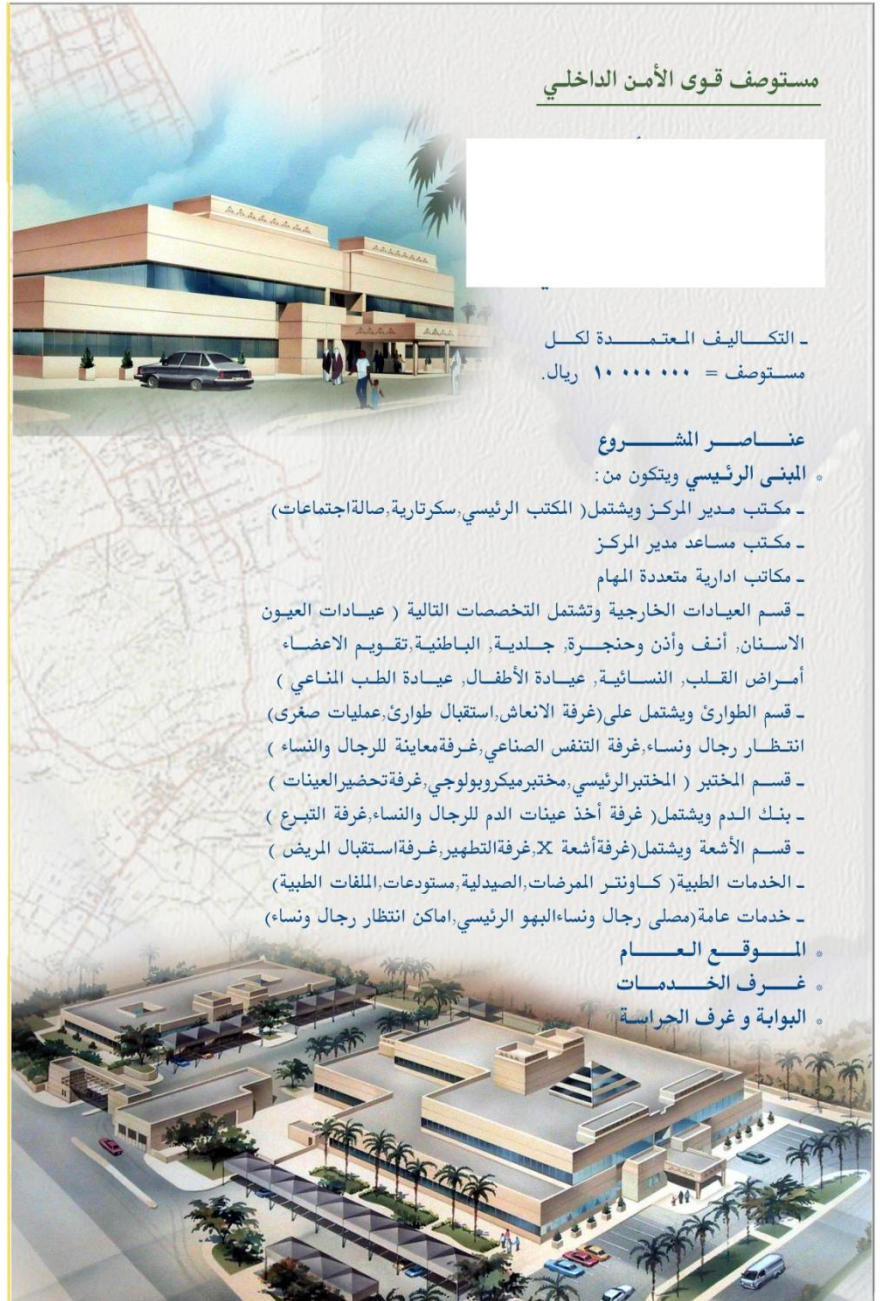 مستوصف قوى الأمن الداخلي
ـ التكاليف المعتمدة لكل
مستوصف = ١٠ ٠٠٠ ٠٠٠ ريال.
عناصر المشروع
* المبنى الرئيسي ويتكون من:
ـ مكتب مدير المركز ويشتمل( المكتب الرئيسي,سكرتارية,صالةاجتماعات)
ـ مكتب مساعد مدير المركز
ـ مكاتب ادارية متعددة المهام
ـ قسم العيادات الخارجية وتشتمل التخصصات التالية ( عيادات العيون
الاسنان, أنف وأذن وحنجرة, جلدية, الباطنية,تقويم الاعضاء
أمراض القلب, النسائية, عيادة الأطفال, عيادة الطب المناعي )
ـ قسم الطوارئ ويشتمل على(غرفة الانعاش,استقبال طوارئ,عمليات صغرى)
انتظار رجال ونساء,غرفة التنفس الصناعي,غرفةمعاينة للرجال والنساء )
ـ قسم المختبر ( المختبرالرئيسي,مختبرميكروبولوجي,غرفةتحضيرالعينات )
ـ بنك الدم ويشتمل( غرفة أخذ عينات الدم للرجال والنساء,غرفة التبرع )
ـ قسم الأشعة ويشتمل(غرفةأشعة X,غرفةالتطهير,غرفةاستقبال المريض )
ـ الخدمات الطبية( كاونتر الممرضات,الصيدلية,مستودعات,الملفات الطبية)
ـ خدمات عامة(مصلى رجال ونساءالبهو الرئيسي,اماكن انتظار رجال ونساء)
* الموقع العام
* غرف الخدمات
* البوابة و غرف الحراسة